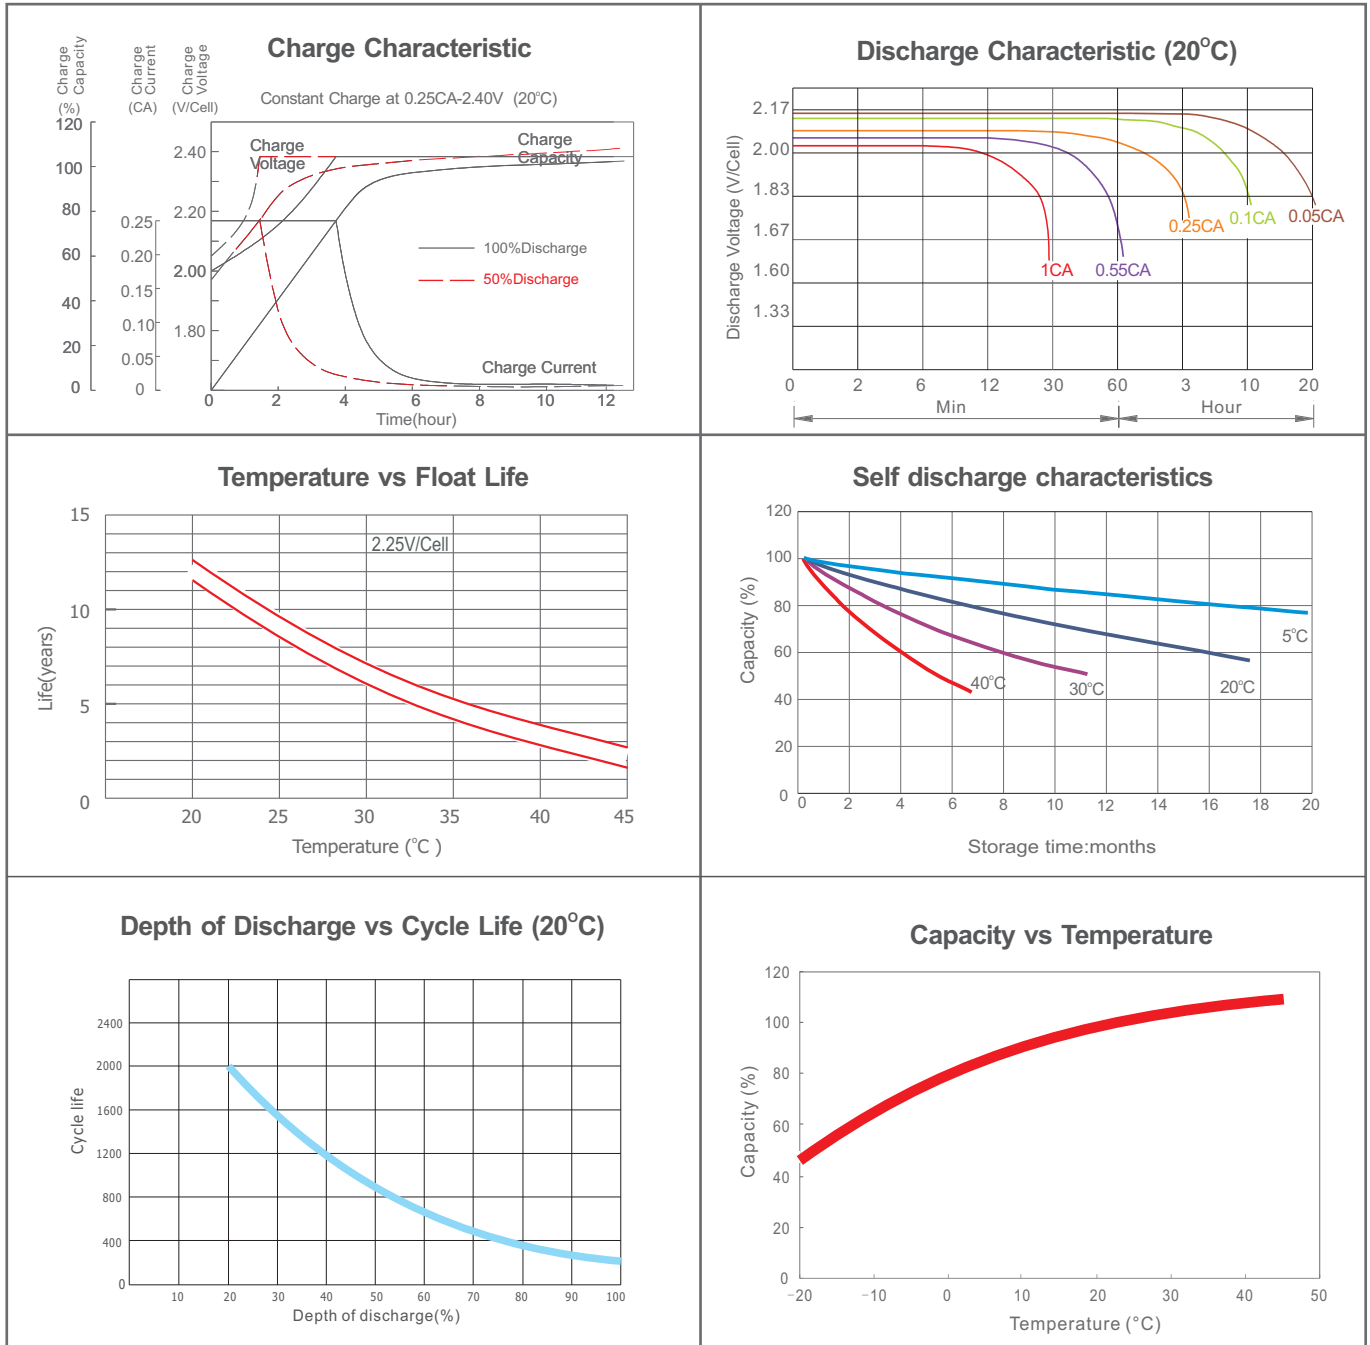 Charge Characteristic
Charge Capacity
(%)
Charge Current
(CA)
Charge Voltage
(V/Cell)
Constant Charge at 0.25CA-2.40V (20°C)
120
100
80
60
40
20
0
0.25
0.20
0.15
0.10
0.05
0
2.40
2.20
2.00
1.80
Charge
Voltage
Charge
Capacity
100%Discharge
50%Discharge
Charge Current
0 2 4 6 8 10 12
Time(hour)
Discharge Characteristic (20°C)
Discharge Voltage (V/Cell)
2.17
2.00
1.83
1.67
1.60
1.33
1CA
0.55CA
0.25CA
0.1CA
0.05CA
0 2 6 12 30 60 3 10 20
Min Hour
Temperature vs Float Life
Life(years)
15
10
5
0
2.25V/Cell
20 25 30 35 40 45
Temperature (°C )
Self discharge characteristics
Capacity (%)
120
100
80
60
40
20
0
5°C
20°C
30°C
40°C
0 2 4 6 8 10 12 14 16 18 20
Storage time:months
Depth of Discharge vs Cycle Life (20°C)
Cycle life
2400
2000
1600
1200
800
400
0
10 20 30 40 50 60 70 80 90 100
Depth of discharge(%)
Capacity vs Temperature
Capacity (%)
120
100
80
60
40
20
0
−20 −10 0 10 20 30 40 50
Temperature (°C)